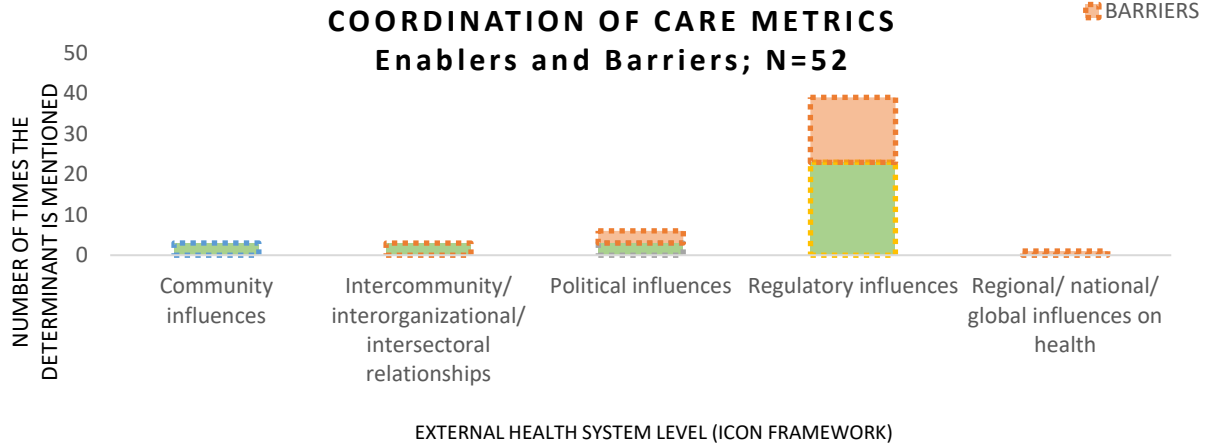 COORDINATION OF CARE METRICS
Enablers and Barriers; N=52
BARRIERS
NUMBER OF TIMES THE
DETERMINANT IS MENTIONED
50
40
30
20
10
0
Community
influences
Intercommunity/
interorganizational/
intersectoral
relationships
Political influences
Regulatory influences
Regional/ national/
global influences on
health
EXTERNAL HEALTH SYSTEM LEVEL (ICON FRAMEWORK)